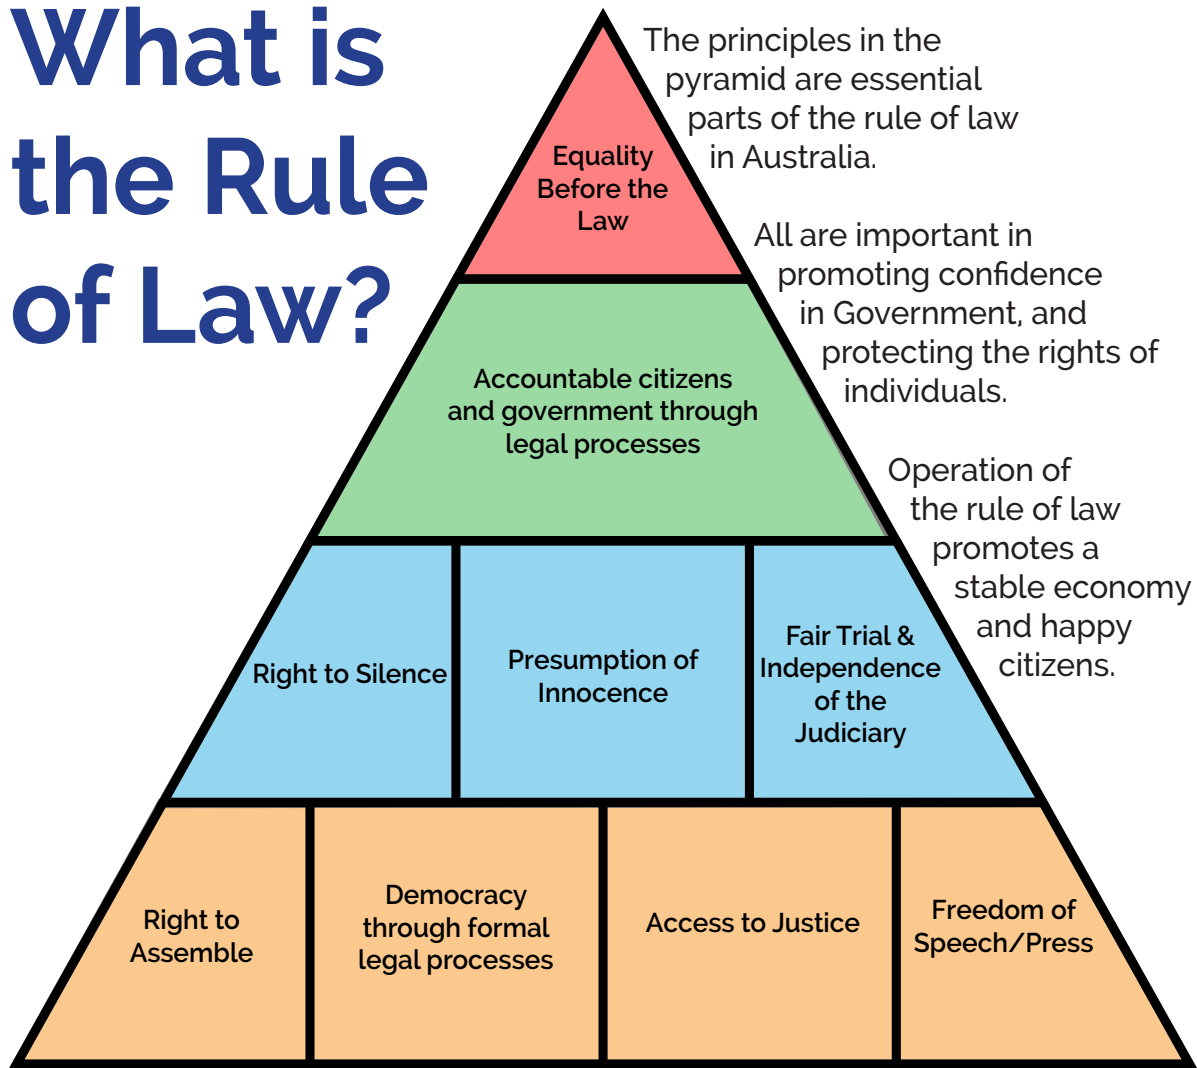 What is
the Rule
of Law?
The principles in the
pyramid are essential
parts of the rule of law
in Australia.
All are important in
promoting confidence
in Government, and
protecting the rights of
individuals.
Operation of
the rule of law
promotes a
stable economy
and happy
citizens.
Equality
Before the
Law
Accountable citizens
and government through
legal processes
Right to Silence
Presumption of
Innocence
Fair Trial &
Independence
of the
Judiciary
Right to
Assemble
Democracy
through formal
legal processes
Access to Justice
Freedom of
Speech/Press